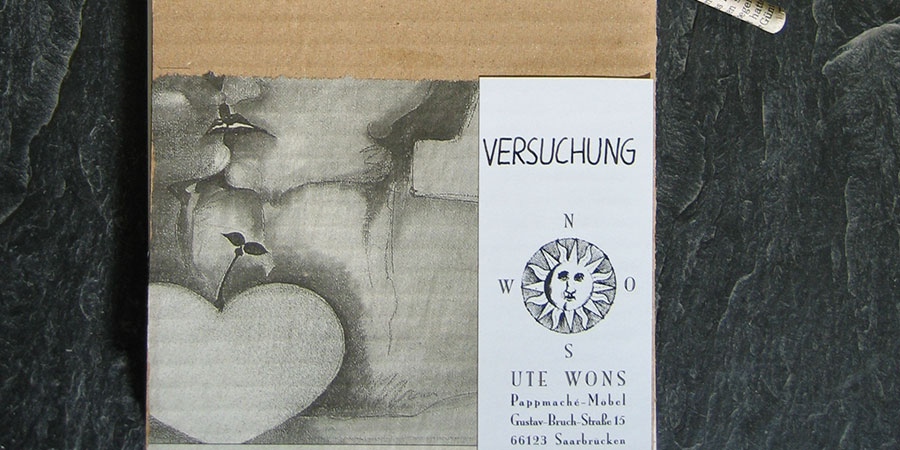 VERSUCHUNG
N
W O
S
UTE WONS
Pappmaché-Möbel
Gustav-Bruch-Straße 15
66123 Saarbrücken